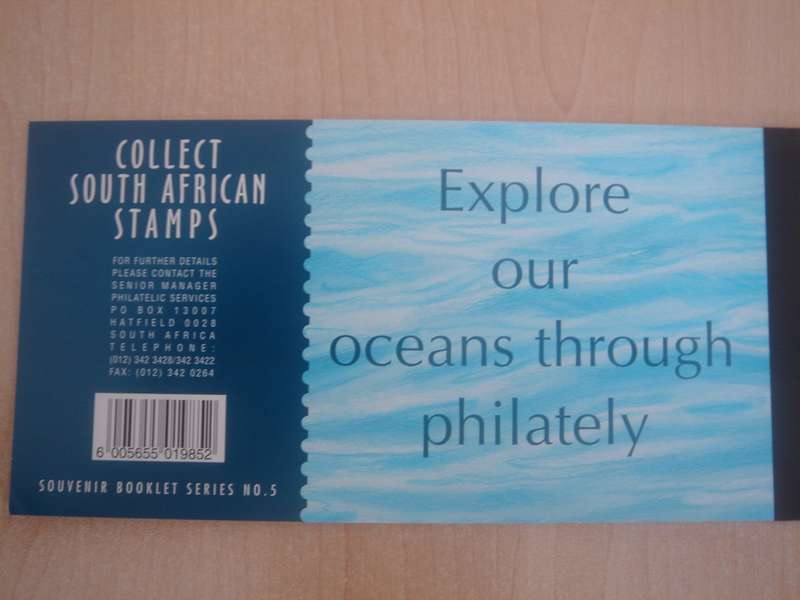 COLLECT
SOUTH AFRICAN
STAMPS
FOR FURTHER DETAILS
PLEASE CONTACT THE
SENIOR MANAGER
PHILATELIC SERVICES
PO BOX 13007
HATFIELD 0028
SOUTH AFRICA
TELEPHONE:
(012) 342 3428/342 3422
FAX: (012) 342 0264
6 005655 019852
SOUVENIR BOOKLET SERIES NO.5
Explore
our
oceans through
philately